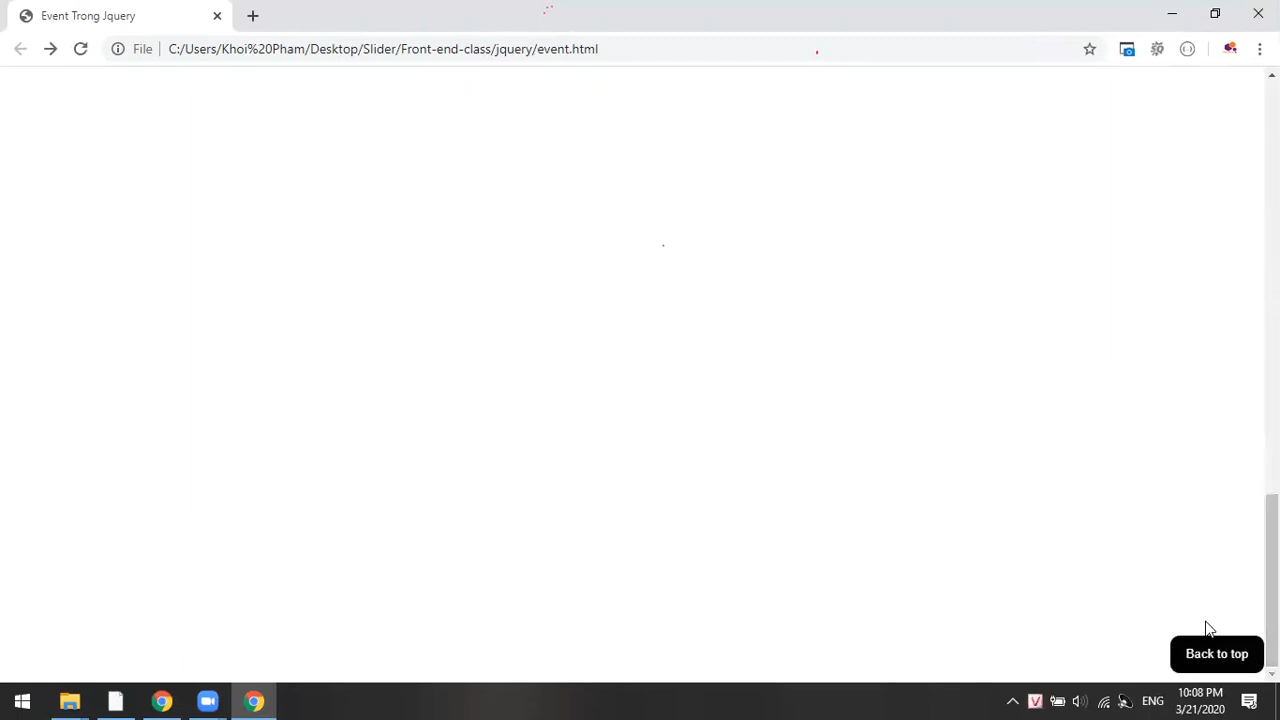 Event Trong Jquery
File
C:/Users/Khoi%20Pham/Desktop/Slider/Front-end-class/jquery/event.html
Back to top
V
ENG
10:08 PM
3/21/2020